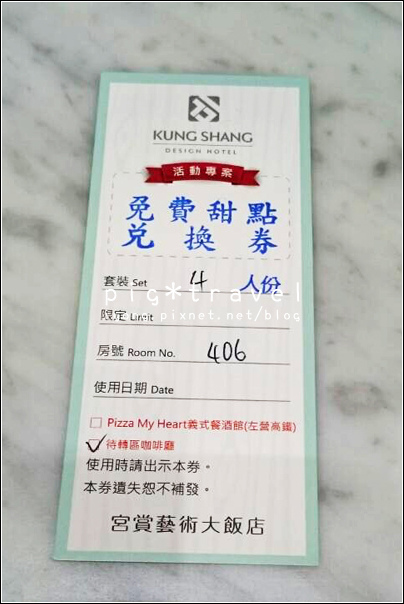 KUNG SHANG
DESIGN HOTEL
活動專案
免費甜點
兌換券
套裝 Set 4 人份
pig*travel
限定 Limit
yama.pixnet.net/blog
房號 Room No. 406
使用日期 Date
Pizza My Heart義式餐酒館(左營高鐵)
待轉區咖啡廳
使用時請出示本券。
本券遺失恕不補發。
宮賞藝術大飯店